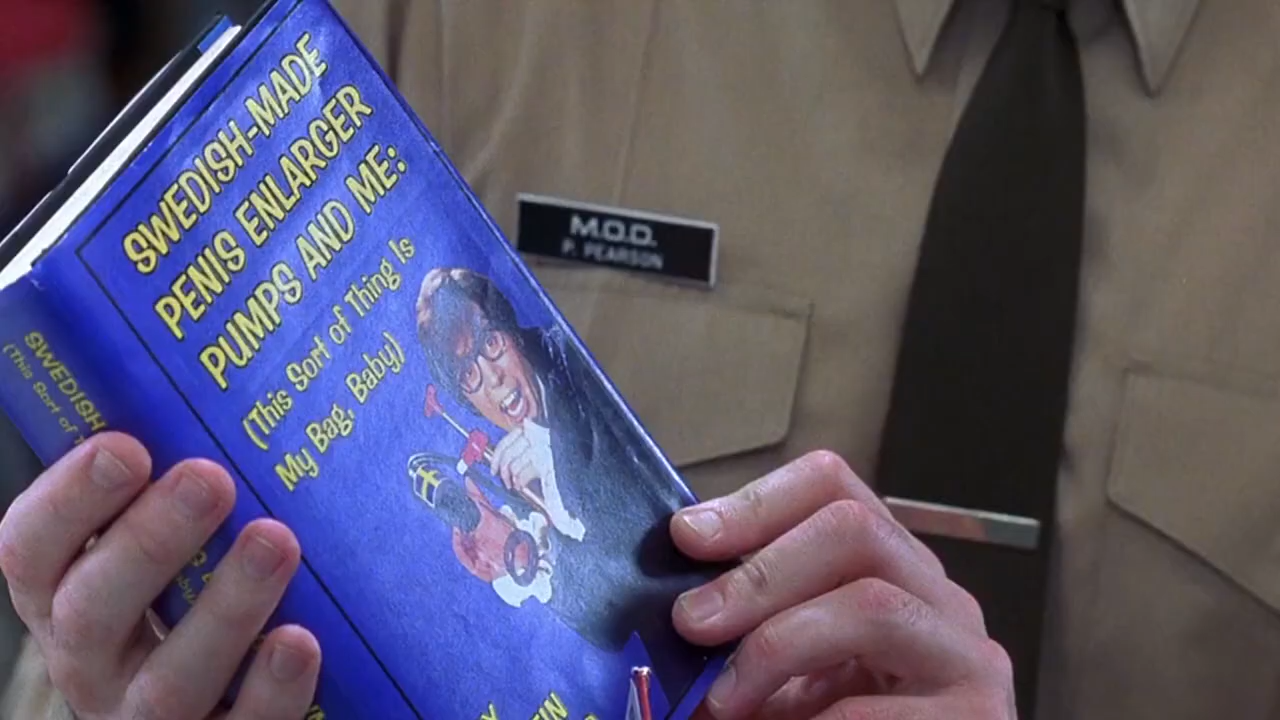 SWEDISH-MADE
PENIS ENLARGER
PUMPS AND ME:
(This Sort of Thing Is
My Bag, Baby)
M.O.D.
P. PEARSON
SWEDISH
(This Sort of